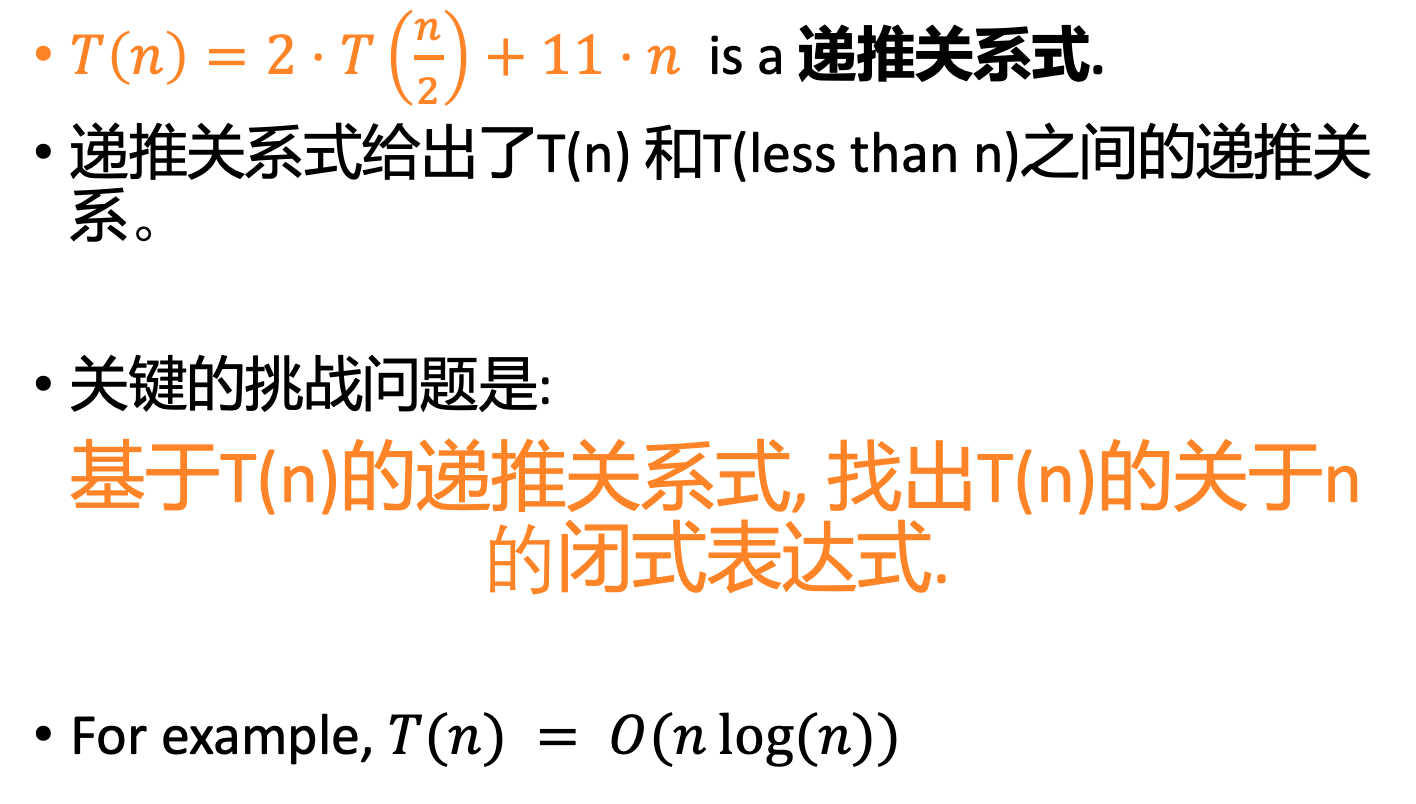 • T(n) = 2 · T(n/2) + 11 · n is a 递推关系式.
• 递推关系式给出了T(n) 和T(less than n)之间的递推关
系。
• 关键的挑战问题是:
基于T(n)的递推关系式, 找出T(n)的关于n
的闭式表达式.
• For example, T(n) = O(n log(n))